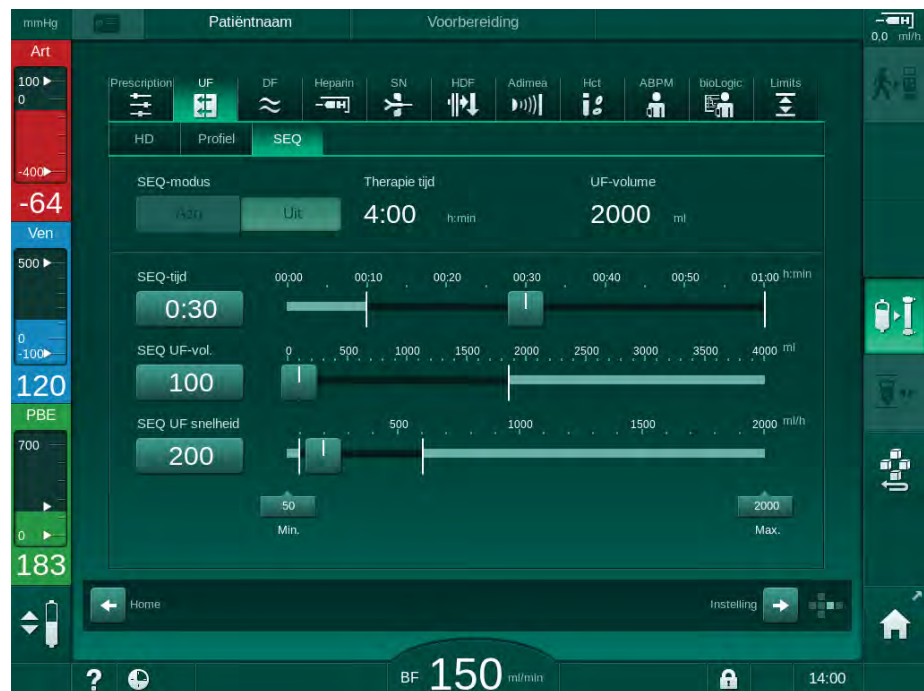 mmHg Patiëntnaam Voorbereiding 0,0 ml/h
Art
100
0
-400
-64
Ven
500
0
-100
120
PBE
700
0
183
Prescription UF DF Heparin SN HDF Adimea Hct ABPM bioLogic Limits
HD Profiel SEQ
SEQ-modus Therapie tijd UF-volume
Aan Uit 4:00 h:min 2000 ml
SEQ-tijd 00:00 00:10 00:20 00:30 00:40 00:50 01:00 h:min
0:30
SEQ UF-vol. 0 500 1000 1500 2000 2500 3000 3500 4000 ml
100
SEQ UF snelheid 500 1000 1500 2000 ml/h
200
50 2000
Min. Max.
Home Instelling
? BF 150 ml/min 14:00